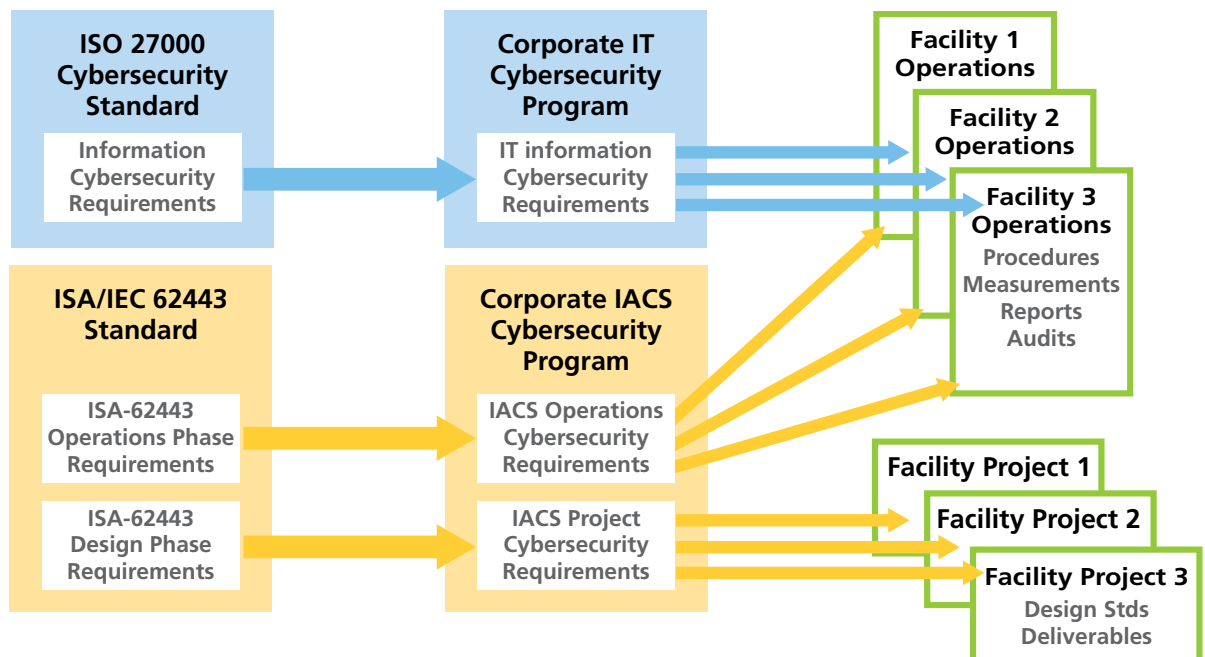 ISO 27000
Cybersecurity
Standard
Information
Cybersecurity
Requirements
Corporate IT
Cybersecurity
Program
IT information
Cybersecurity
Requirements
Facility 1
Operations
Facility 2
Operations
Facility 3
Operations
Procedures
Measurements
Reports
Audits
ISA/IEC 62443
Standard
ISA-62443
Operations Phase
Requirements
ISA-62443
Design Phase
Requirements
Corporate IACS
Cybersecurity
Program
IACS Operations
Cybersecurity
Requirements
IACS Project
Cybersecurity
Requirements
Facility Project 1
Facility Project 2
Facility Project 3
Design Stds
Deliverables